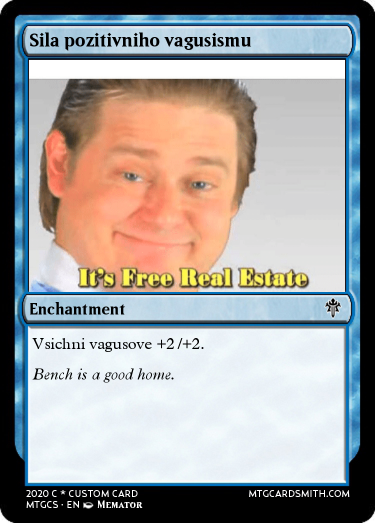 Sila pozitivniho vagusismu
It's Free Real Estate
Enchantment
Vsichni vagusove +2/+2.
Bench is a good home.
2020 C * CUSTOM CARD
MTGCARDSMITH.COM
MTGCS · EN Memator